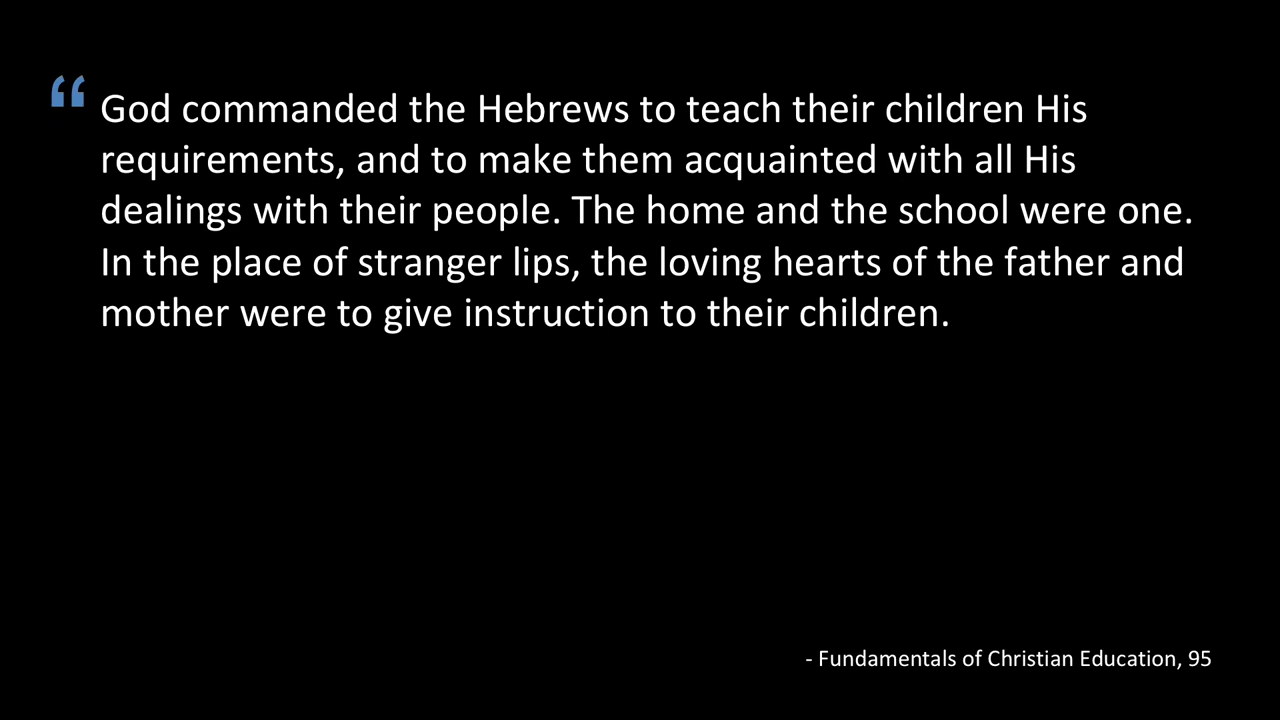 “ God commanded the Hebrews to teach their children His
requirements, and to make them acquainted with all His
dealings with their people. The home and the school were one.
In the place of stranger lips, the loving hearts of the father and
mother were to give instruction to their children.
- Fundamentals of Christian Education, 95